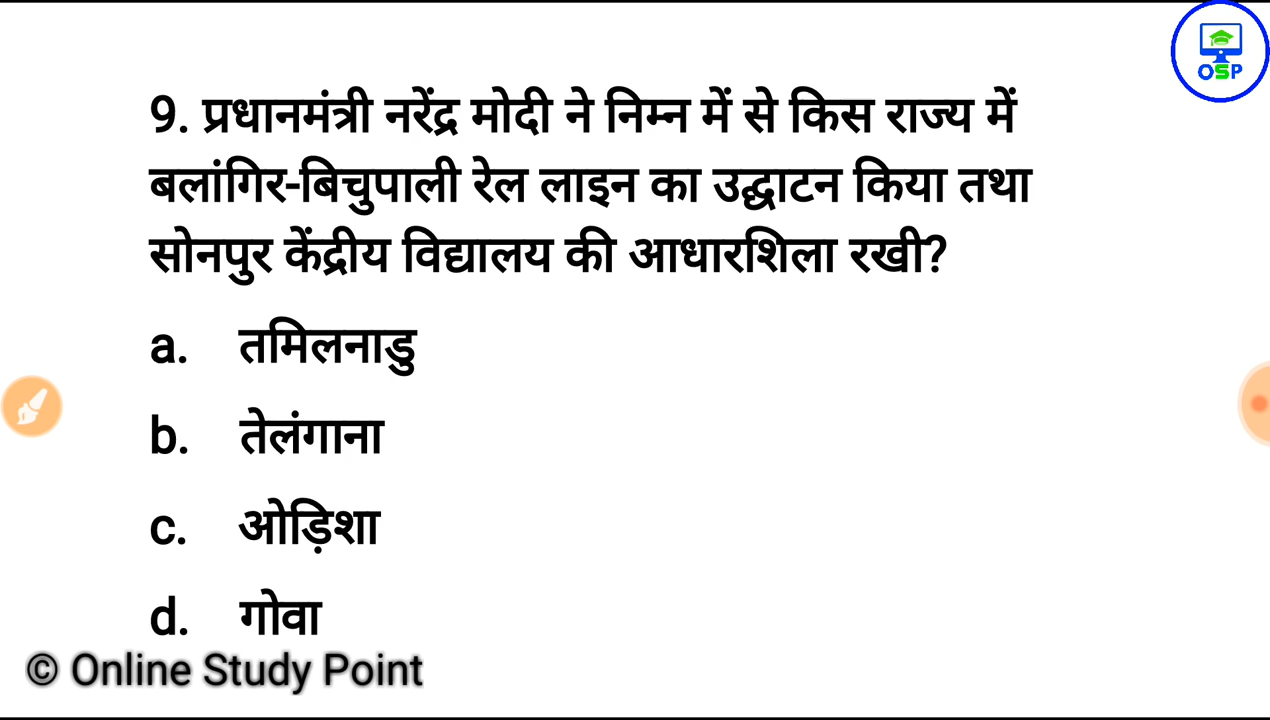 OSP
9. प्रधानमंत्री नरेंद्र मोदी ने निम्न में से किस राज्य में
बलांगिर-बिचुपाली रेल लाइन का उद्घाटन किया तथा
सोनपुर केंद्रीय विद्यालय की आधारशिला रखी?
a. तमिलनाडु
b. तेलंगाना
c. ओड़िशा
d. गोवा
© Online Study Point